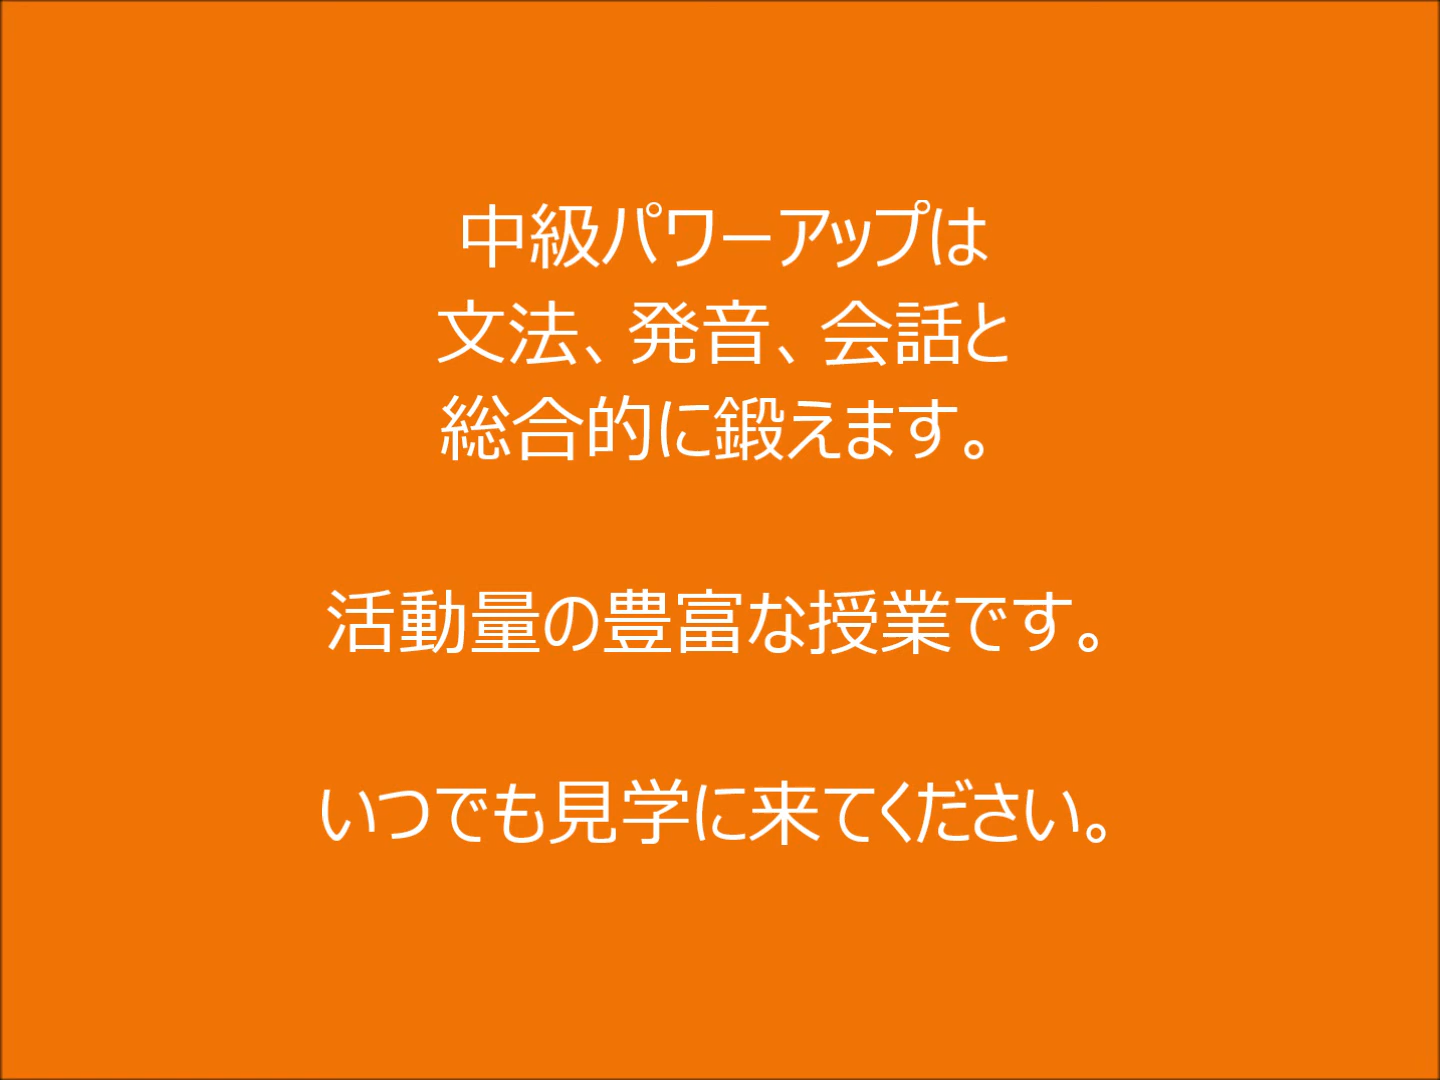 中級パワーアップは
文法、発音、会話と
総合的に鍛えます。
活動量の豊富な授業です。
いつでも見学に来てください。